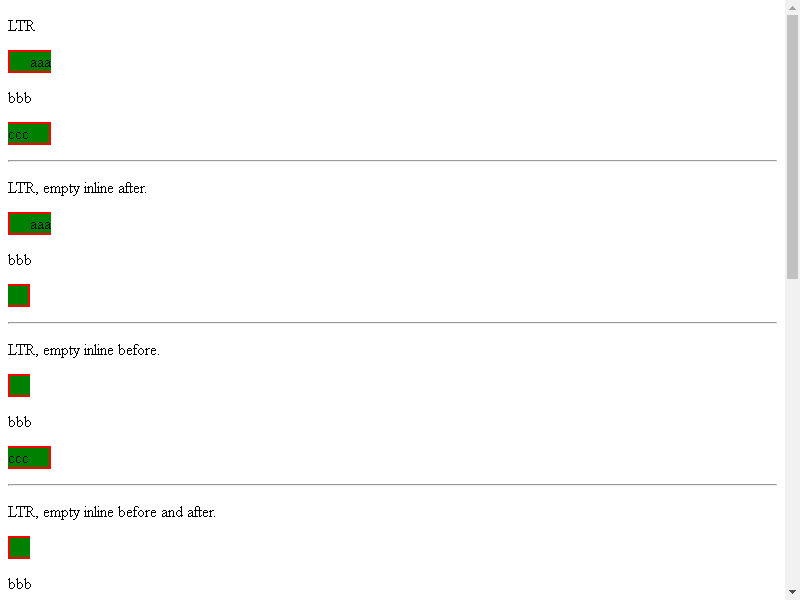 LTR
aaa
bbb
ccc
LTR, empty inline after.
aaa
bbb
LTR, empty inline before.
bbb
ccc
LTR, empty inline before and after.
bbb